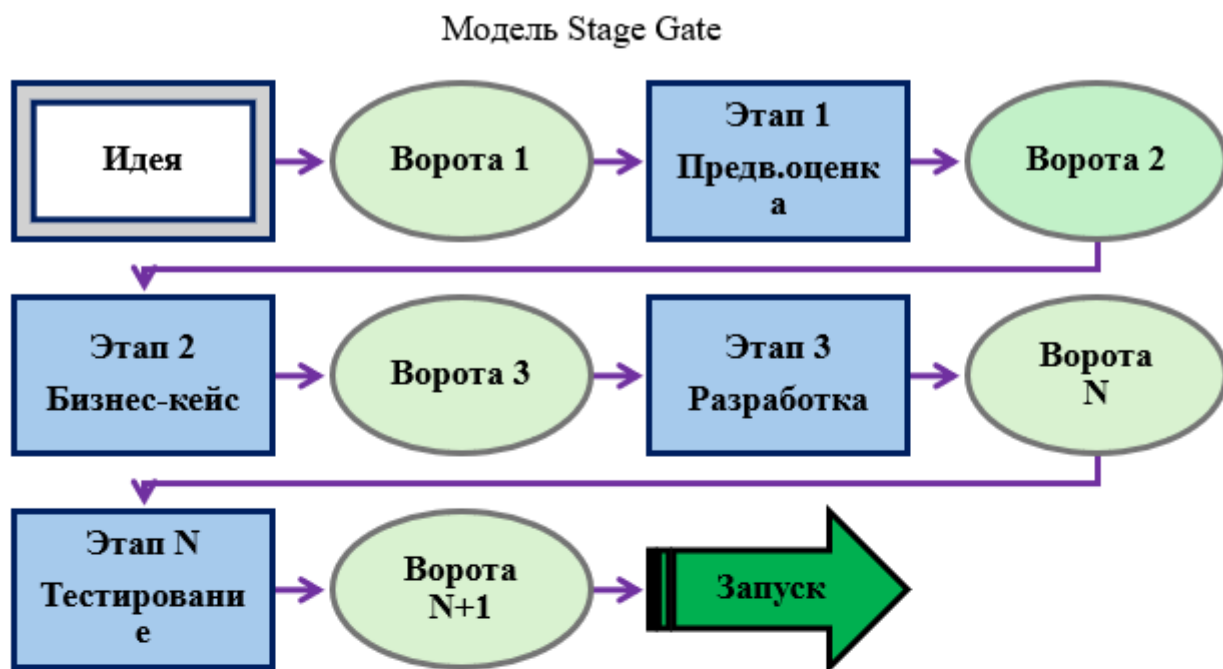 Модель Stage Gate
Идея
Ворота 1
Этап 1
Предв.оценк
а
Ворота 2
Этап 2
Бизнес-кейс
Ворота 3
Этап 3
Разработка
Ворота
N
Этап N
Тестировани
е
Ворота
N+1
Запуск